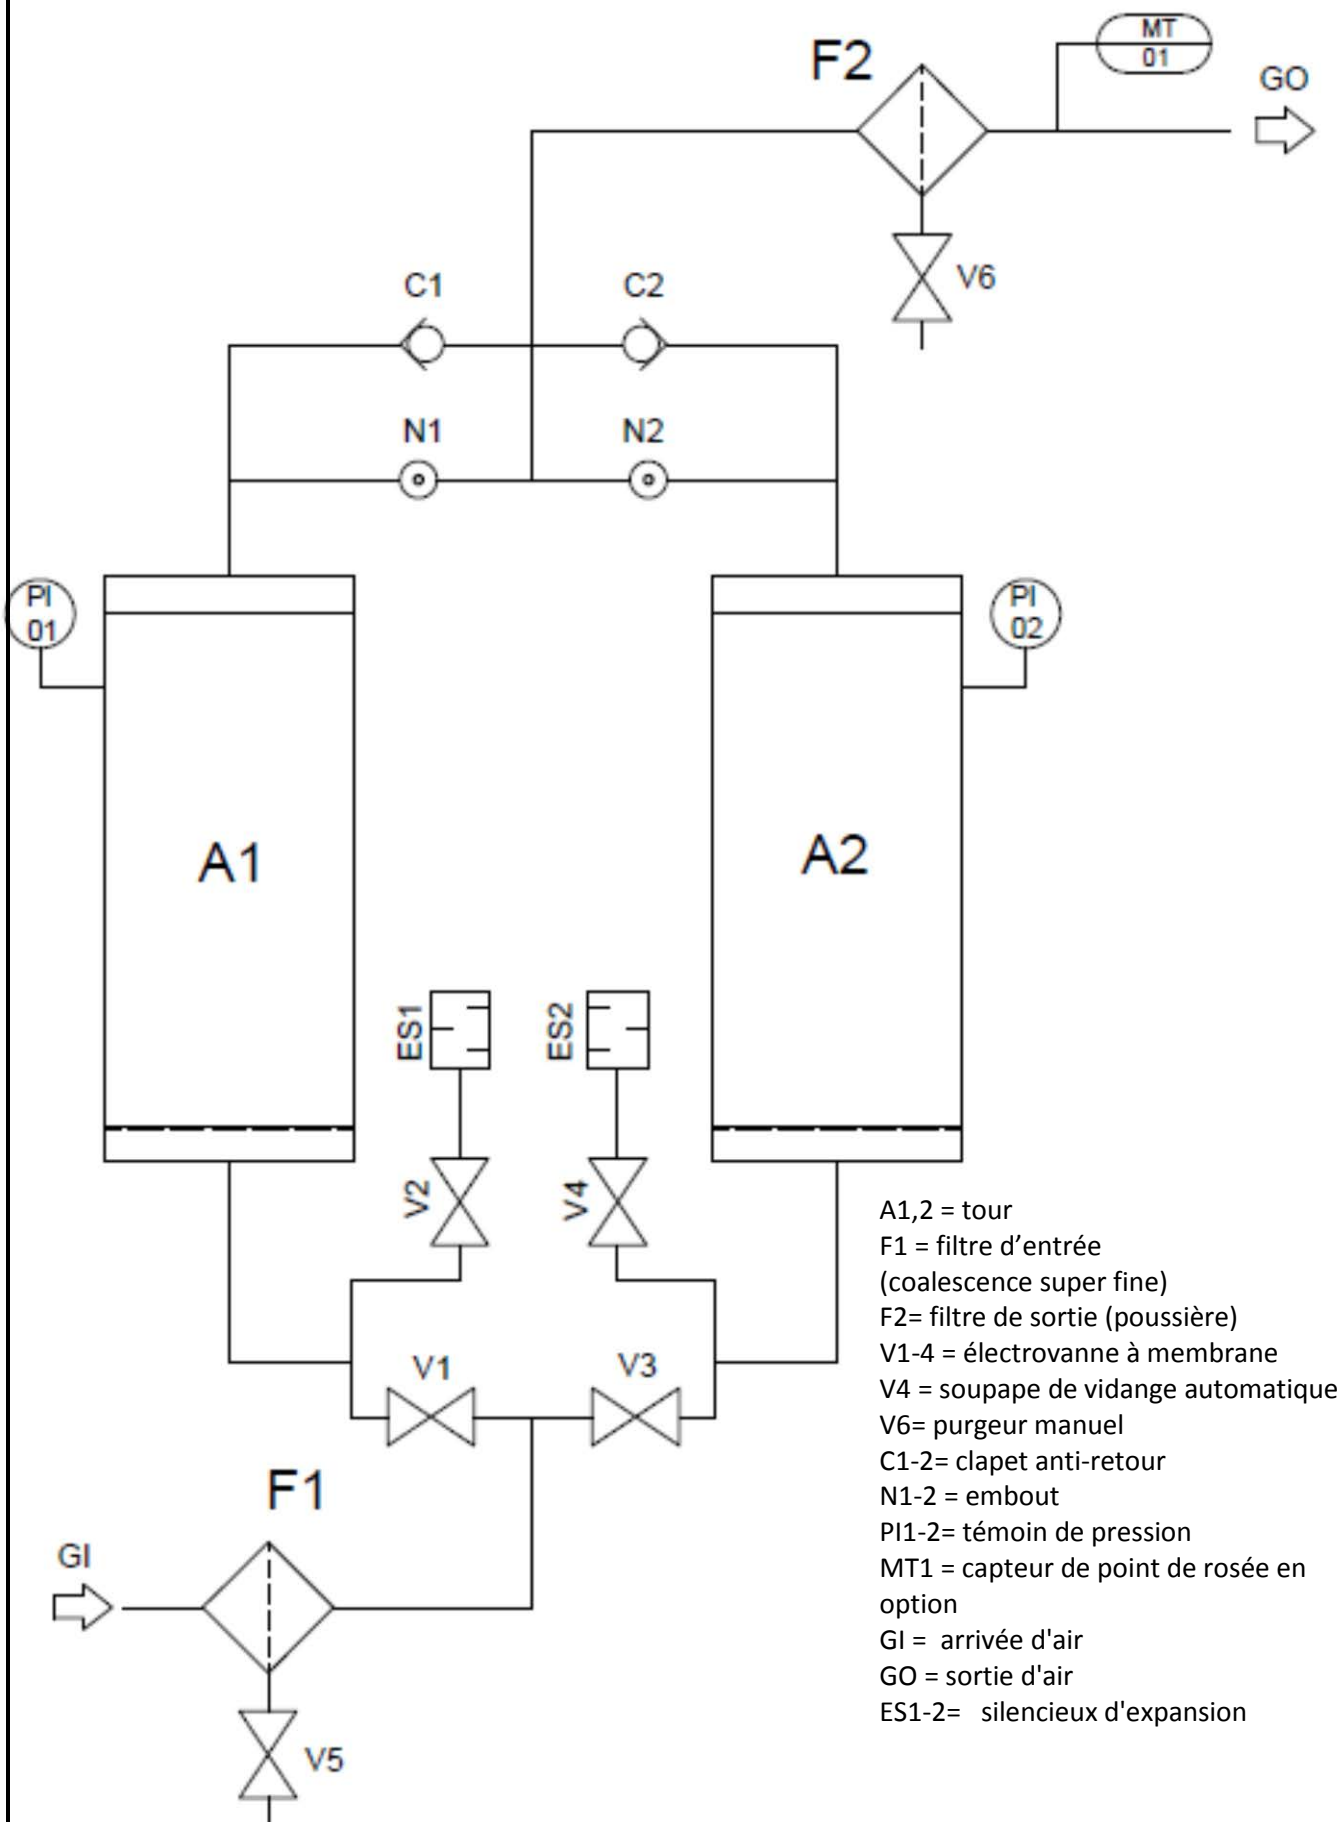 MT
01
F2
GO
V6
C1
C2
N1
N2
PI
01
PI
02
A1
A2
ES1
ES2
V2
V4
A1,2 = tour
F1 = filtre d’entrée
(coalescence super fine)
F2= filtre de sortie (poussière)
V1-4 = électrovanne à membrane
V4 = soupape de vidange automatique
V6= purgeur manuel
C1-2= clapet anti-retour
N1-2 = embout
PI1-2= témoin de pression
MT1 = capteur de point de rosée en
option
GI = arrivée d'air
GO = sortie d'air
ES1-2= silencieux d'expansion
V1
V3
F1
GI
V5